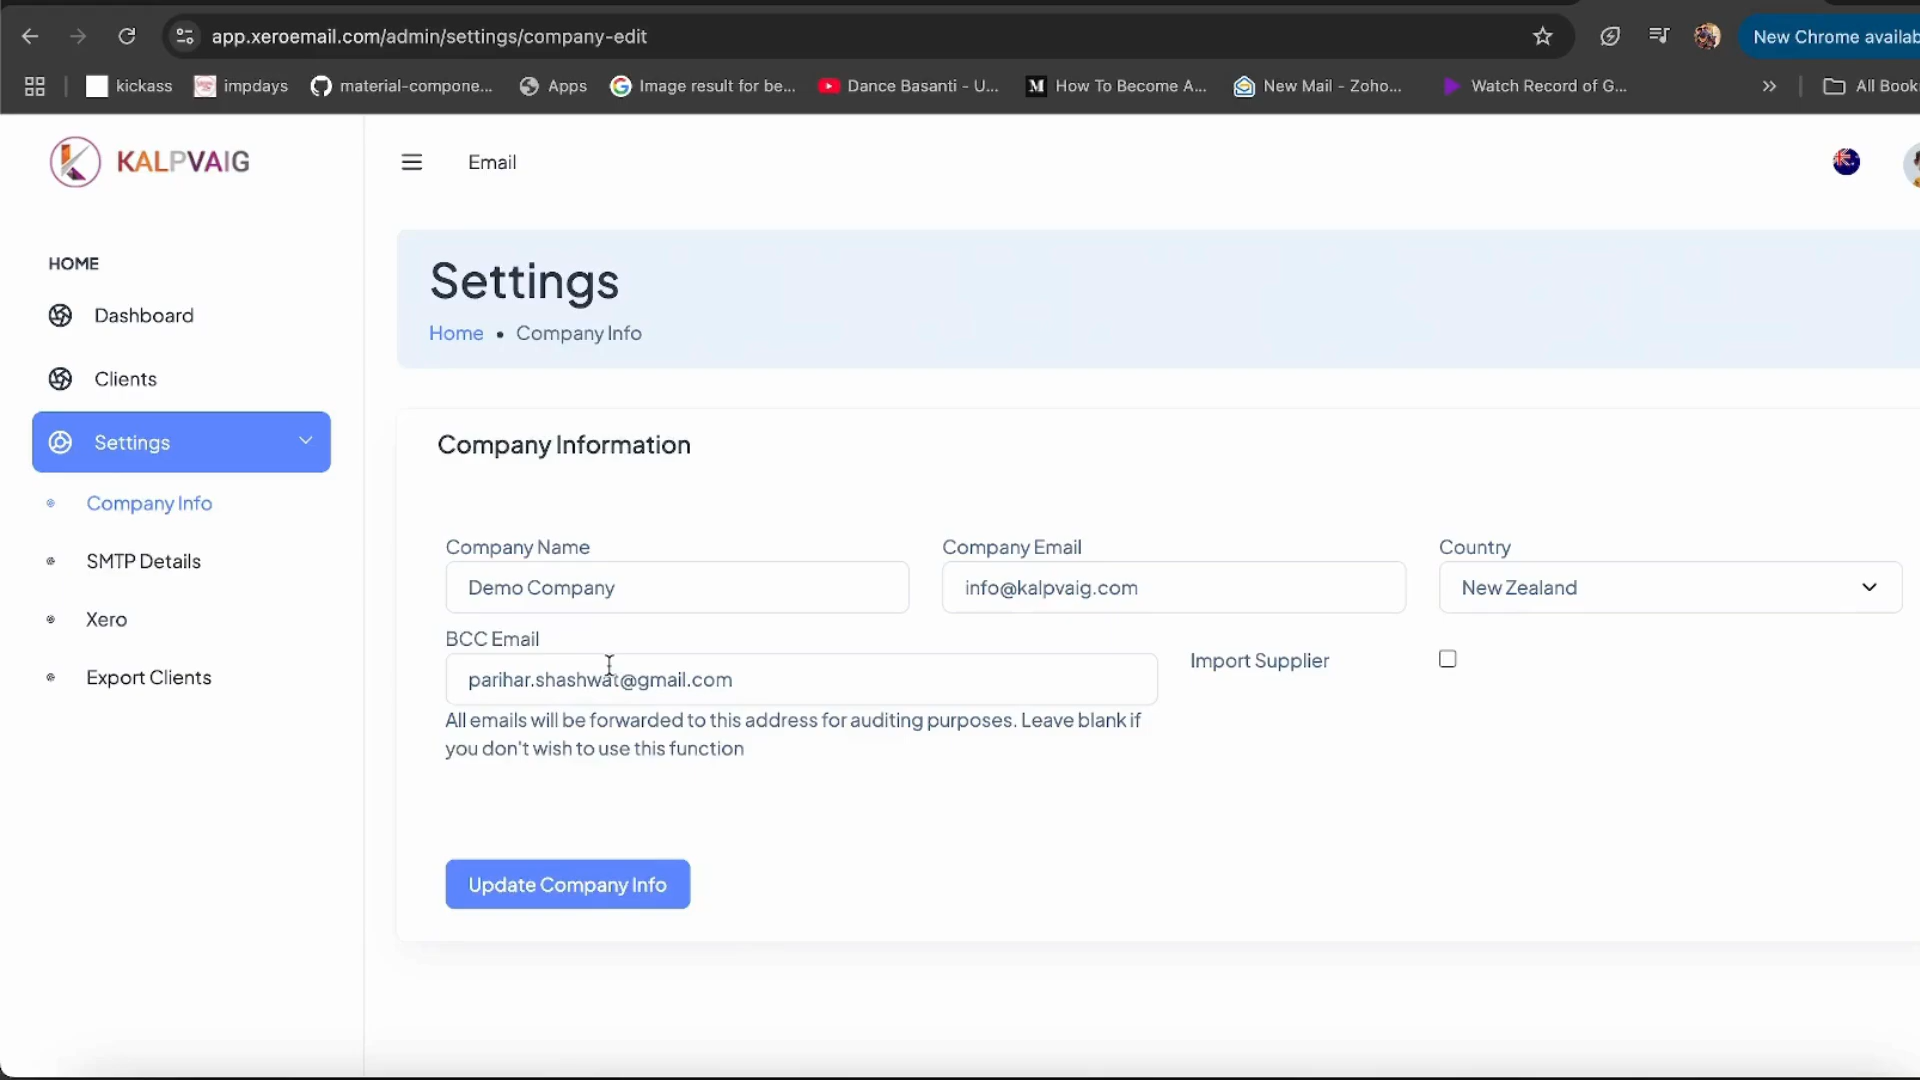 app.xeroemail.com/admin/settings/company-edit
New Chrome availab
kickass
impdays
material-compone...
Apps
Image result for be...
Dance Basanti - U...
How To Become A...
New Mail - Zoho...
Watch Record of G...
»
All Book
KALPVAIG
Email
HOME
Dashboard
Clients
Settings
Company Info
SMTP Details
Xero
Export Clients
Settings
Home • Company Info
Company Information
Company Name
Company Email
Country
Demo Company
info@kalpvaig.com
New Zealand
BCC Email
Import Supplier
parihar.shashwat@gmail.com
All emails will be forwarded to this address for auditing purposes. Leave blank if
you don't wish to use this function
Update Company Info